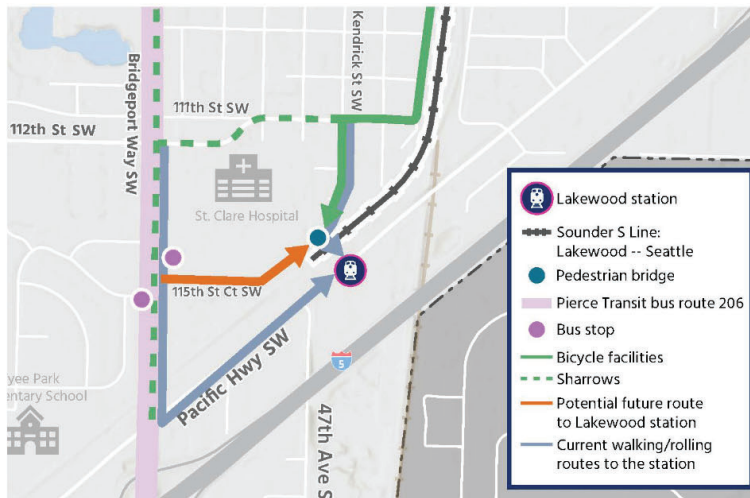 Bridgeport Way SW
Kendrick St SW
111th St SW
112th St SW
St. Clare Hospital
115th St Ct SW
Pacific Hwy SW
5
47th Ave S
yee Park
entary School
Lakewood station
Sounder S Line:
Lakewood -- Seattle
Pedestrian bridge
Pierce Transit bus route 206
Bus stop
Bicycle facilities
Sharrows
Potential future route
to Lakewood station
Current walking/rolling
routes to the station